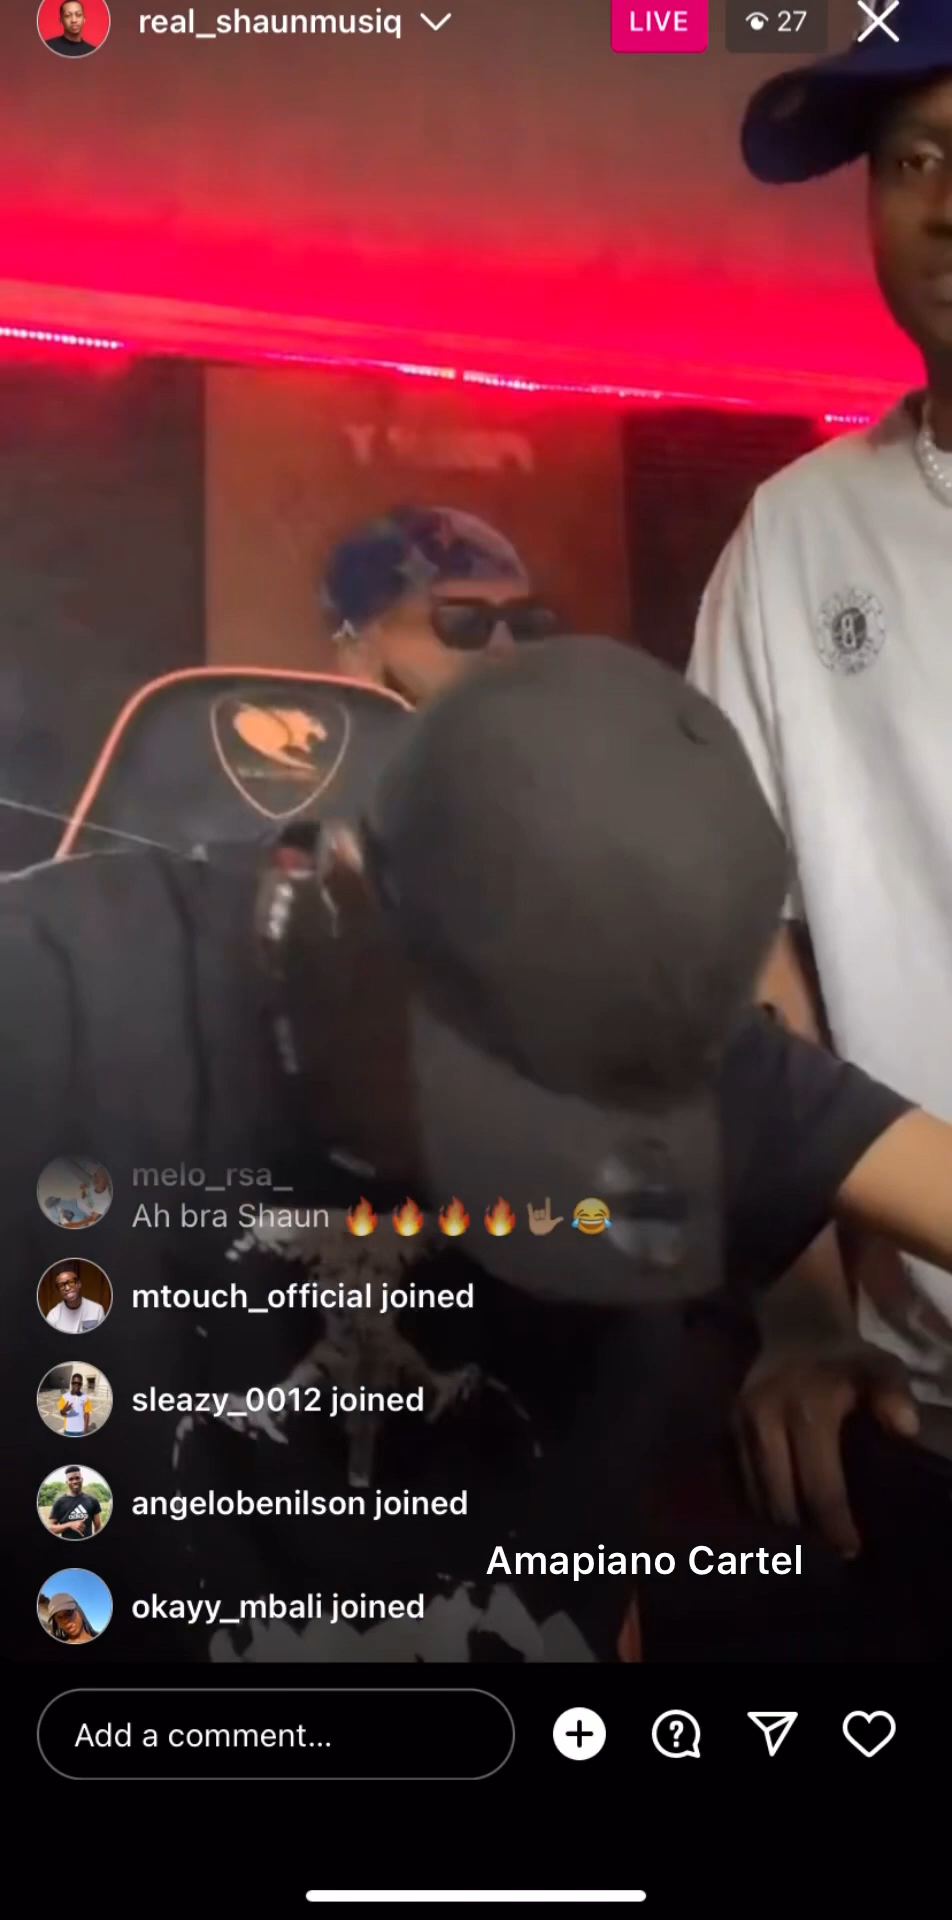 real_shaunmusiq
LIVE
27
melo_rsa_
Ah bra Shaun 🔥🔥🔥🔥🤟🏽😂
mtouch_official joined
sleazy_0012 joined
angelobenilson joined
Amapiano Cartel
okayy_mbali joined
Add a comment...